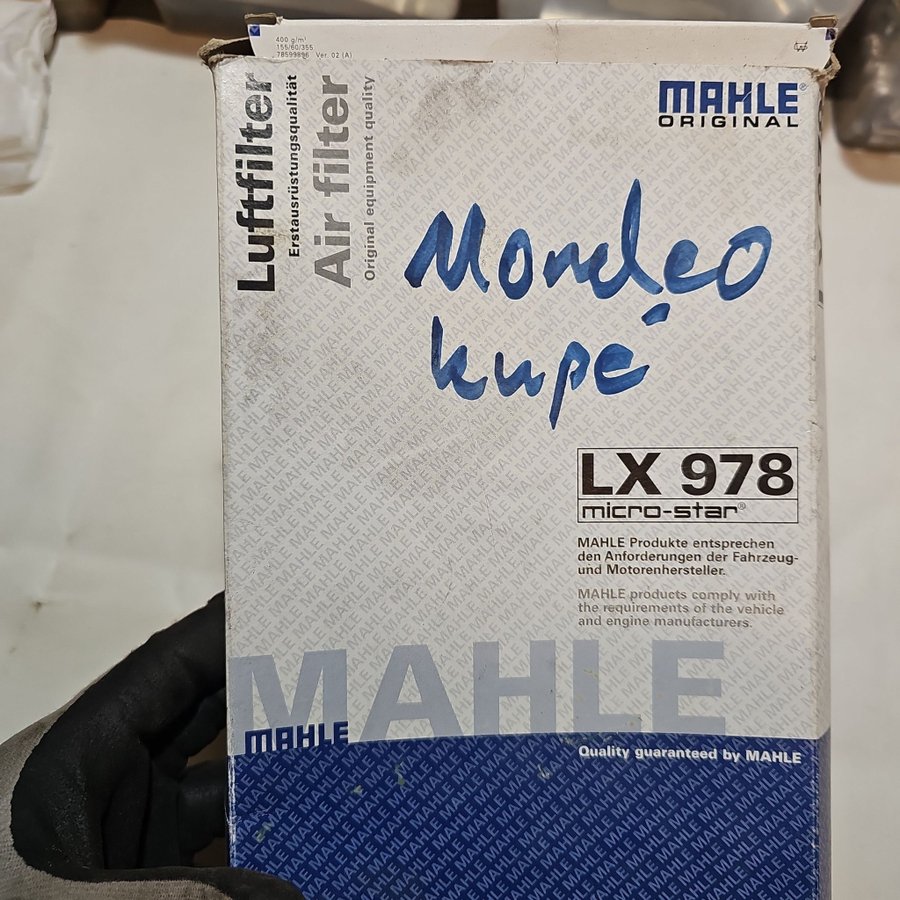 400 g/m²
155/60/355
78599896 Ver. 02 (A)
Luftfilter
Erstausrüstungsqualität
Air filter
Original equipment quality
MAHLE®
ORIGINAL
Mondeo
kupé
LX 978
micro-star®
MAHLE Produkte entsprechen
den Anforderungen der Fahrzeug-
und Motorenhersteller.
MAHLE products comply with
the requirements of the vehicle
and engine manufacturers.
MAHLE
MAHLE
Quality guaranteed by MAHLE